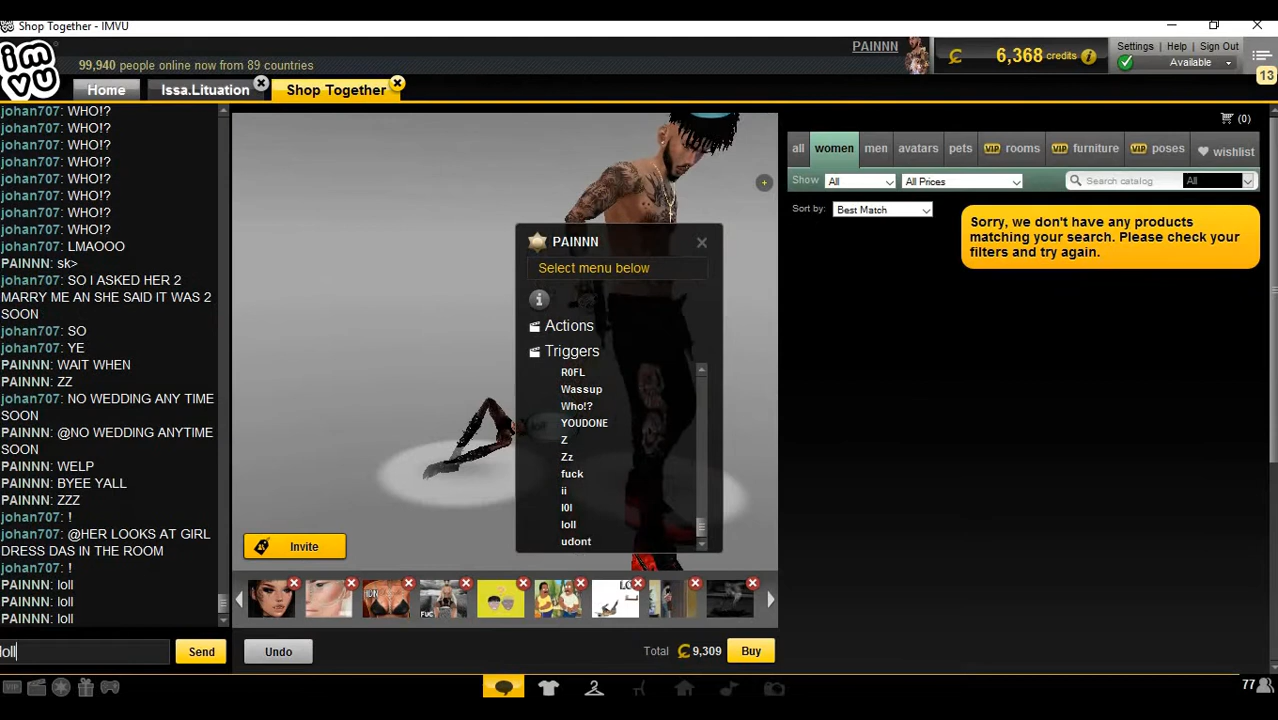 Shop Together - IMVU
imvu
99,940 people online now from 89 countries
PAINNN
6,368 credits
Settings | Help | Sign Out
Available
13
Home
Issa.Lituation
Shop Together
johan707: WHO!?
johan707: WHO!?
johan707: WHO!?
johan707: WHO!?
johan707: WHO!?
johan707: WHO!?
johan707: WHO!?
johan707: WHO!?
johan707: LMAOOO
PAINNN: sk>
johan707: SO I ASKED HER 2
MARRY ME AN SHE SAID IT WAS 2
SOON
johan707: SO
johan707: YE
PAINNN: WAIT WHEN
PAINNN: ZZ
johan707: NO WEDDING ANY TIME
SOON
PAINNN: @NO WEDDING ANYTIME
SOON
PAINNN: WELP
PAINNN: BYEE YALL
PAINNN: ZZZ
johan707: !
johan707: @HER LOOKS AT GIRL
DRESS DAS IN THE ROOM
johan707: !
PAINNN: loll
PAINNN: loll
PAINNN: loll
loll
Send
PAINNN
Select menu below
Actions
Triggers
R0FL
Wassup
Who!?
YOUDONE
Z
Zz
fuck
ii
l0l
loll
udont
Invite
HDN
FUC
LO
Undo
Total 9,309
Buy
(0)
all
women
men
avatars
pets
VIP rooms
VIP furniture
VIP poses
wishlist
Show
All
All Prices
Search catalog
All
Sort by:
Best Match
Sorry, we don't have any products
matching your search. Please check your
filters and try again.
VIP
77